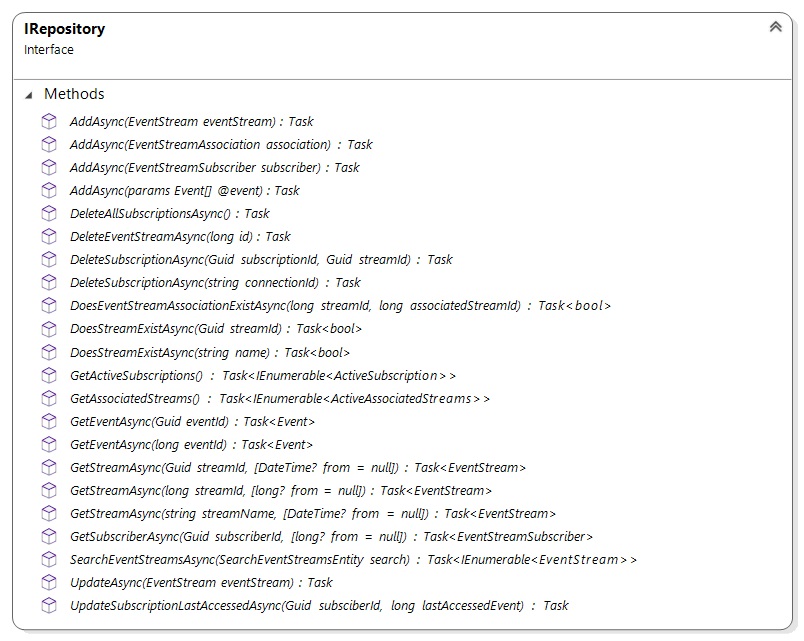 IRepository
Interface
Methods
AddAsync(EventStream eventStream) : Task
AddAsync(EventStreamAssociation association) : Task
AddAsync(EventStreamSubscriber subscriber) : Task
AddAsync(params Event[] @event) : Task
DeleteAllSubscriptionsAsync() : Task
DeleteEventStreamAsync(long id) : Task
DeleteSubscriptionAsync(Guid subscriptionId, Guid streamId) : Task
DeleteSubscriptionAsync(string connectionId) : Task
DoesEventStreamAssociationExistAsync(long streamId, long associatedStreamId) : Task<bool>
DoesStreamExistAsync(Guid streamId) : Task<bool>
DoesStreamExistAsync(string name) : Task<bool>
GetActiveSubscriptions() : Task<IEnumerable<ActiveSubscription>>
GetAssociatedStreams() : Task<IEnumerable<ActiveAssociatedStreams>>
GetEventAsync(Guid eventId) : Task<Event>
GetEventAsync(long eventId) : Task<Event>
GetStreamAsync(Guid streamId, [DateTime? from = null]) : Task<EventStream>
GetStreamAsync(long streamId, [long? from = null]) : Task<EventStream>
GetStreamAsync(string streamName, [DateTime? from = null]) : Task<EventStream>
GetSubscriberAsync(Guid subscriberId, [long? from = null]) : Task<EventStreamSubscriber>
SearchEventStreamsAsync(SearchEventStreamsEntity search) : Task<IEnumerable<EventStream>>
UpdateAsync(EventStream eventStream) : Task
UpdateSubscriptionLastAccessedAsync(Guid subsciberId, long lastAccessedEvent) : Task